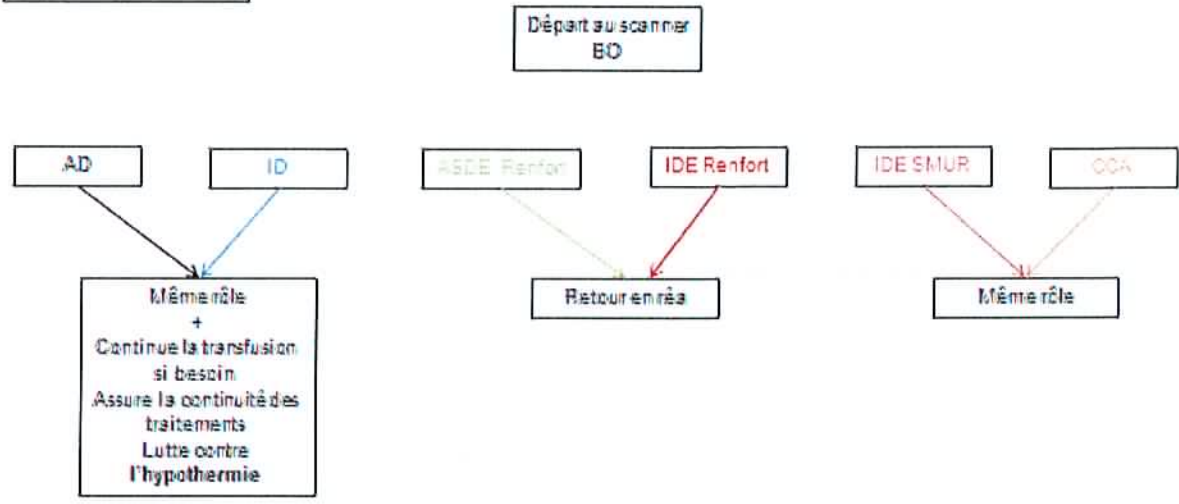 Départ au scanner
BO
AD
ID
ASDE Renfort
IDE Renfort
IDE SMUR
CCA
Même rôle
+
Continue la transfusion
si besoin
Assure la continuité des
traitements
Lutte contre
l'hypothermie
Retour en réa
Même rôle